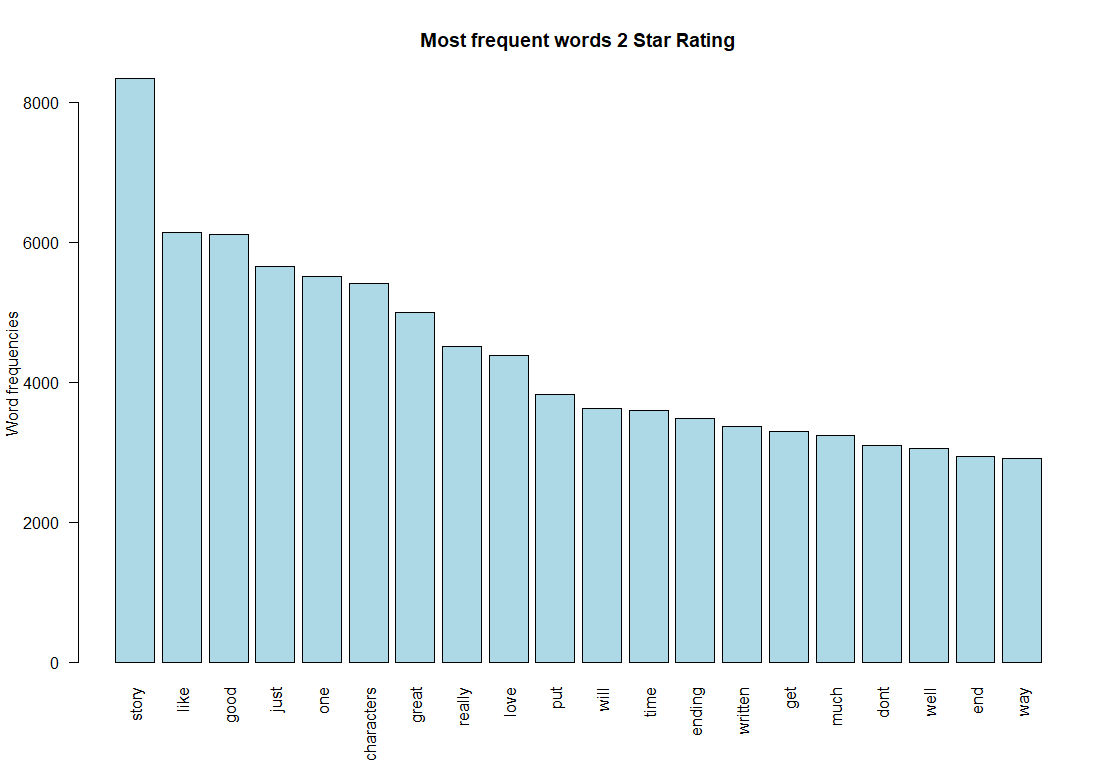 Most frequent words 2 Star Rating
Word frequencies
8000
6000
4000
2000
0
story
like
good
just
one
characters
great
really
love
put
will
time
ending
written
get
much
dont
well
end
way